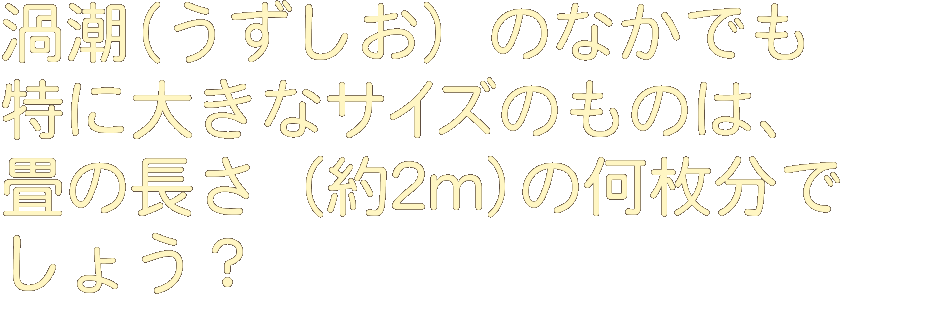 渦潮(うずしお) のなかでも
特に大きなサイズのものは、
畳の長さ (約2m)の何枚分で
しょう？